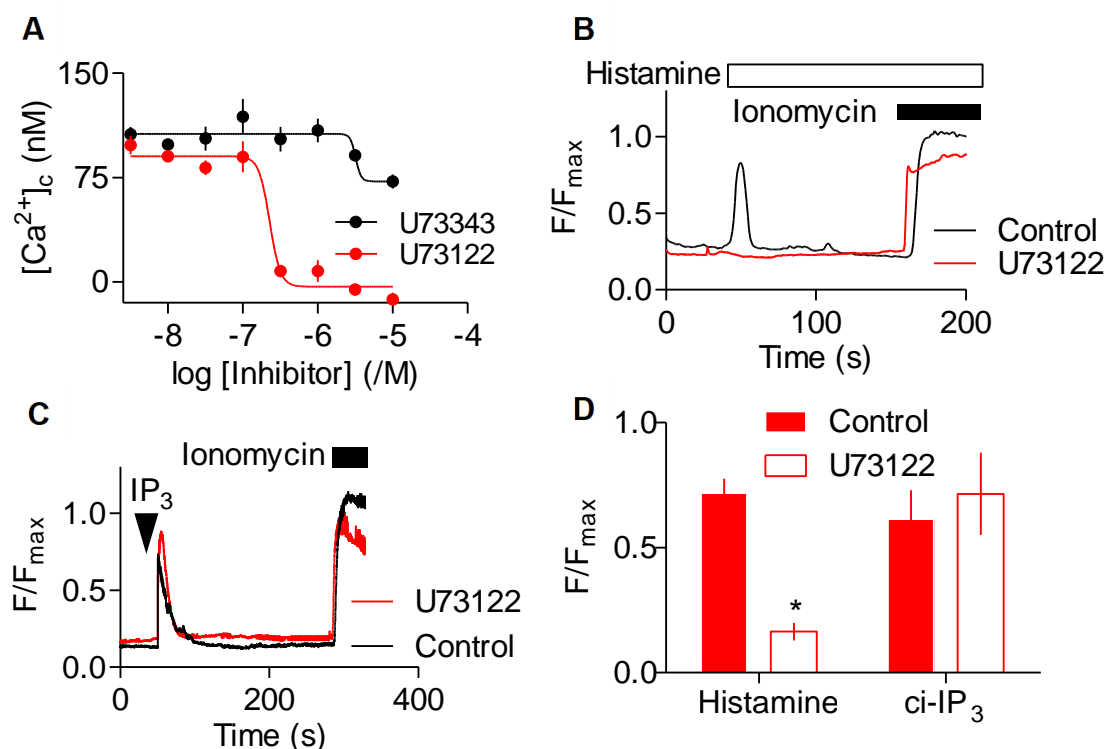 A
150
75
0
[Ca²⁺]c (nM)
U73343
U73122
-8 -7 -6 -5 -4
log [Inhibitor] (/M)
B
Histamine
Ionomycin
1.0
0.5
0.0
F/Fmax
Control
U73122
0 100 200
Time (s)
C
Ionomycin
IP₃
1.0
0.5
0.0
F/Fmax
U73122
Control
0 200 400
Time (s)
D
Control
U73122
1.0
0.5
0.0
F/Fmax
*
Histamine ci-IP₃